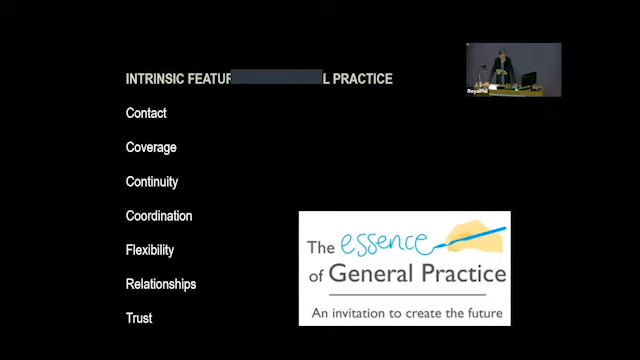 INTRINSIC FEATUR L PRACTICE
Contact
Coverage
Continuity
Coordination
Flexibility
Relationships
Trust
The essence
of General Practice
An invitation to create the future
RoyalPhil